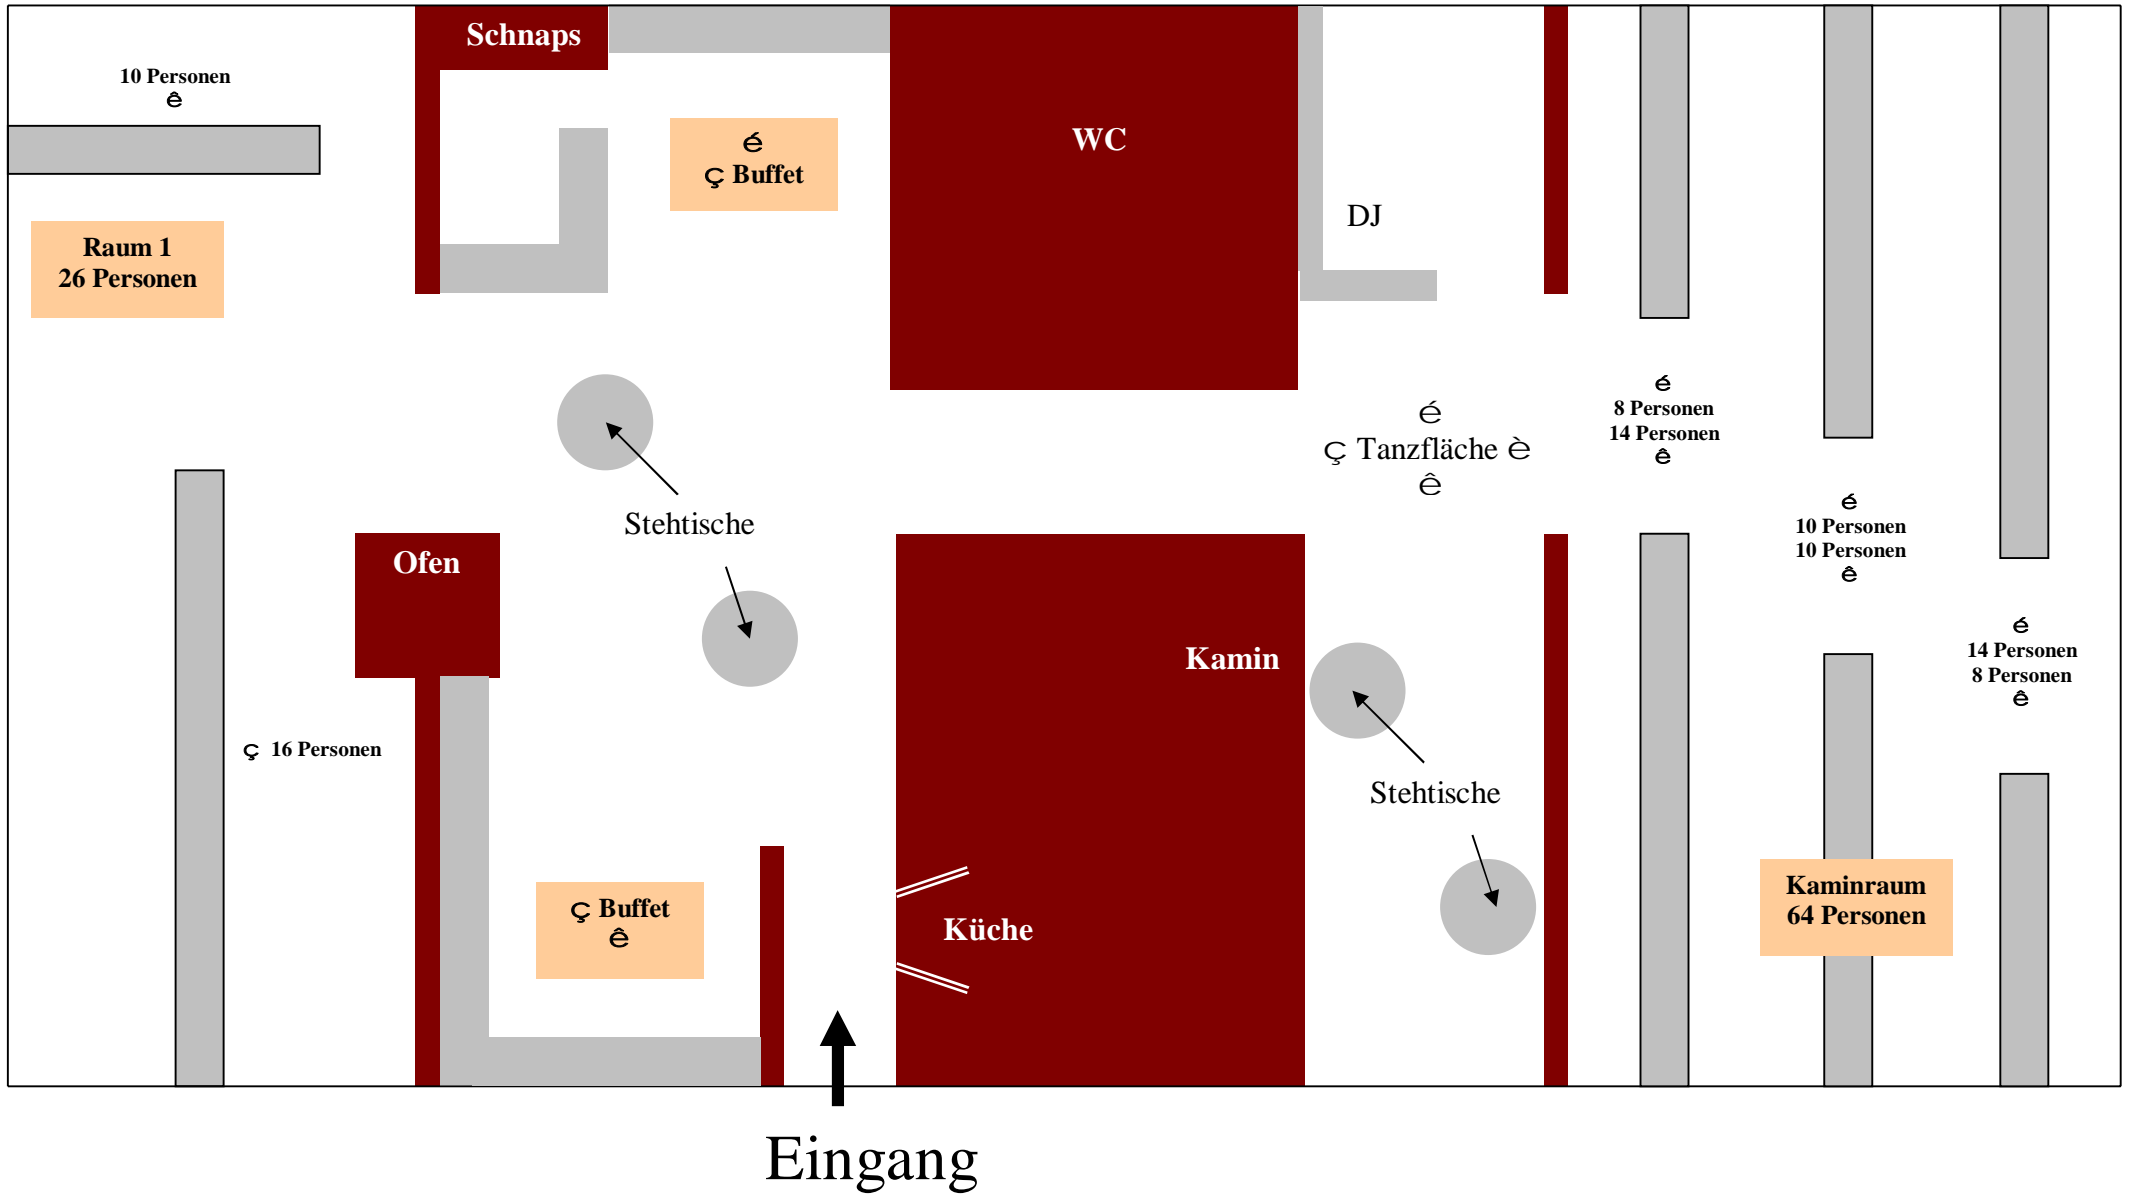 Schnaps
10 Personen
ê
é
ç Buffet
WC
DJ
Raum 1
26 Personen
é
ç Tanzfläche è
ê
é
8 Personen
14 Personen
ê
é
10 Personen
10 Personen
ê
é
14 Personen
8 Personen
ê
Stehtische
Ofen
Kamin
ç 16 Personen
Stehtische
ç Buffet
ê
Küche
Kaminraum
64 Personen
Eingang